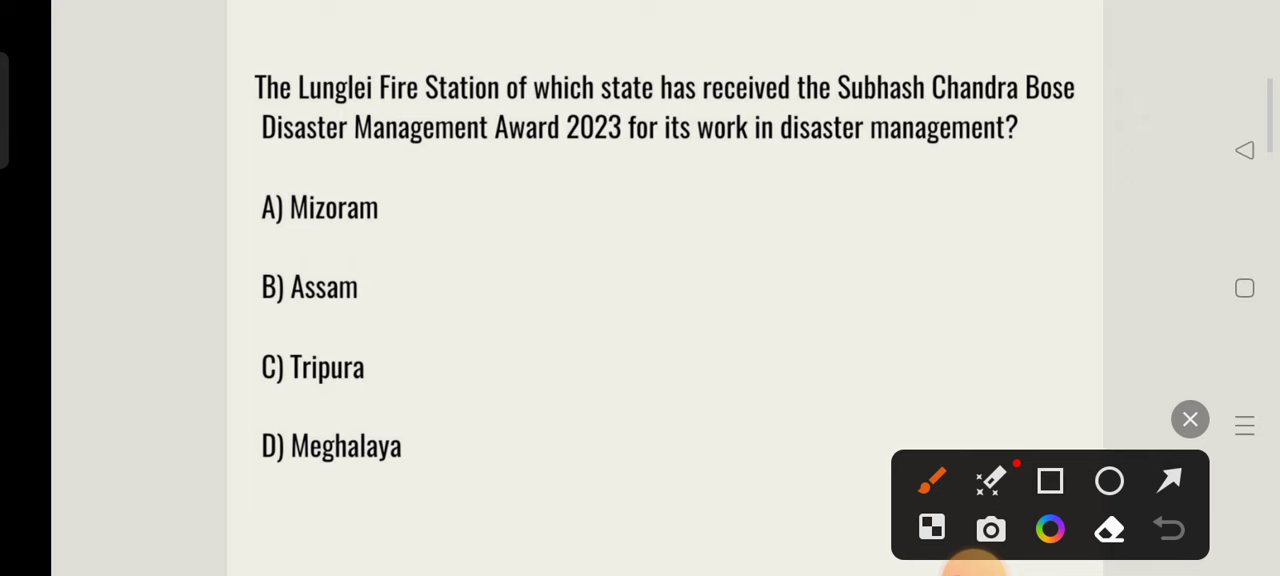 The Lunglei Fire Station of which state has received the Subhash Chandra Bose
Disaster Management Award 2023 for its work in disaster management?
A) Mizoram
B) Assam
C) Tripura
D) Meghalaya